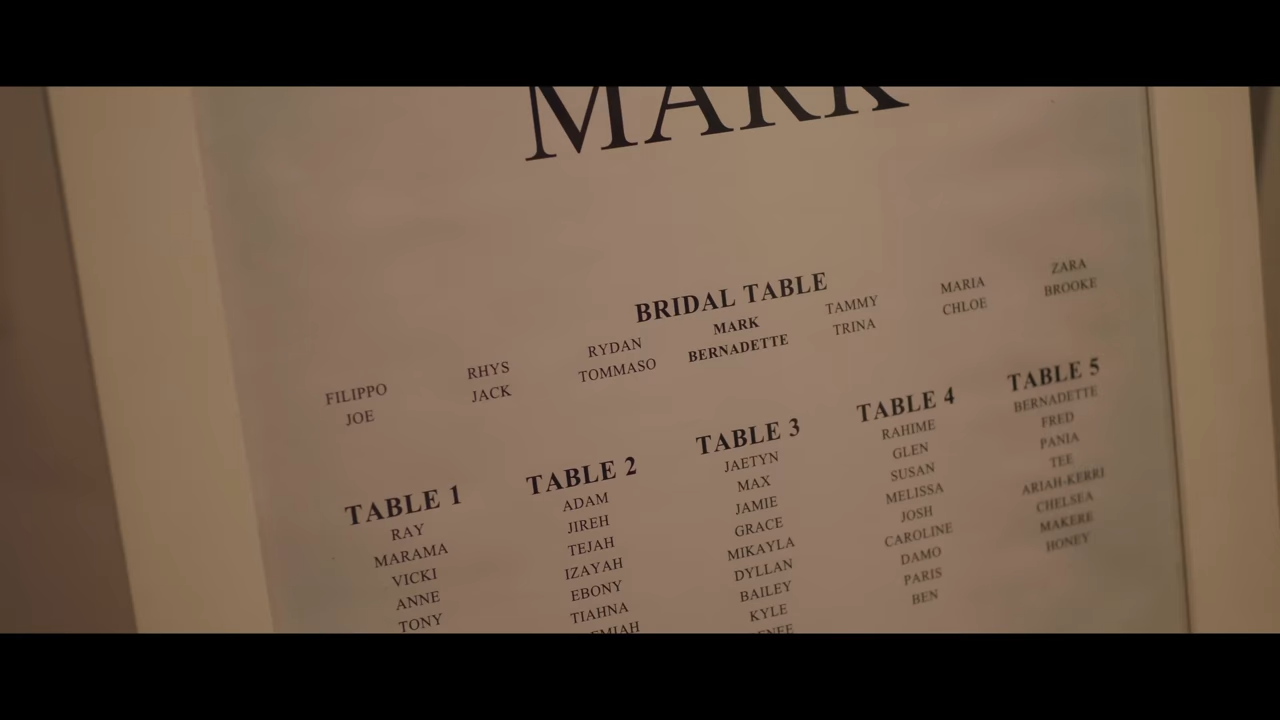 MARK
BRIDAL TABLE
FILIPPO
JOE
RHYS
JACK
RYDAN
TOMMASO
MARK
BERNADETTE
TAMMY
TRINA
MARIA
CHLOE
ZARA
BROOKE
TABLE 1
RAY
MARAMA
VICKI
ANNE
TONY
TABLE 2
ADAM
JIREH
TEJAH
IZAYAH
EBONY
TIAHNA
TABLE 3
JAETYN
MAX
JAMIE
GRACE
MIKAYLA
DYLLAN
BAILEY
KYLE
TABLE 4
RAHIME
GLEN
SUSAN
MELISSA
JOSH
CAROLINE
DAMO
PARIS
BEN
TABLE 5
BERNADETTE
FRED
PANIA
TEE
ARIAH-KERRI
CHELSEA
MAKERE
HONEY